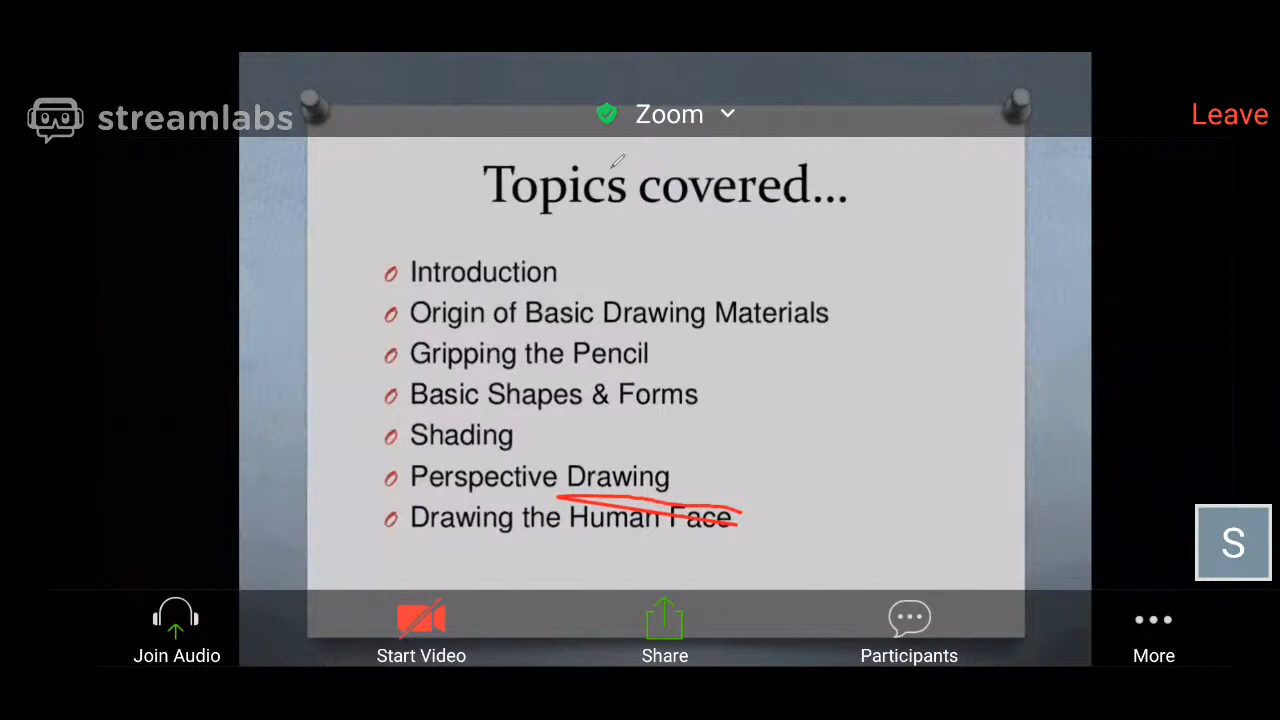 streamlabs
Zoom
Leave
Topics covered...
Introduction
Origin of Basic Drawing Materials
Gripping the Pencil
Basic Shapes & Forms
Shading
Perspective Drawing
Drawing the Human Face
S
Join Audio
Start Video
Share
Participants
More